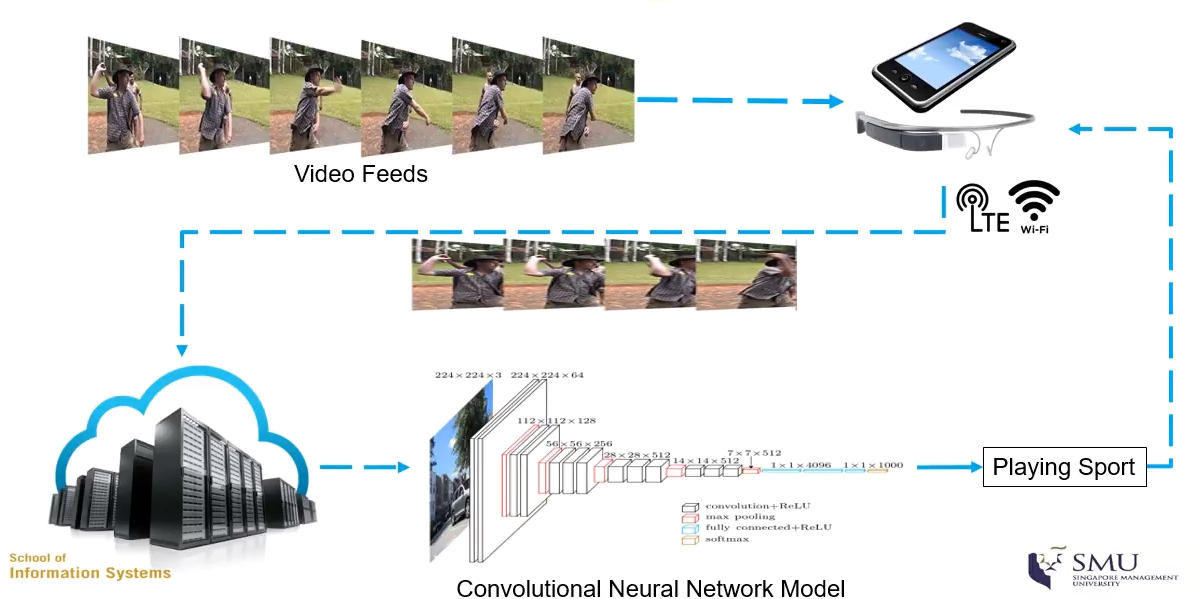 Video Feeds
LTE
Wi-Fi
224×224×3
224×224×64
112×112×128
56×56×256
28×28×512
14×14×512
7×7×512
1×1×4096
1×1×1000
convolution+ReLU
max pooling
fully connected+ReLU
softmax
Playing Sport
School of
Information Systems
Convolutional Neural Network Model
SMU
SINGAPORE MANAGEMENT
UNIVERSITY